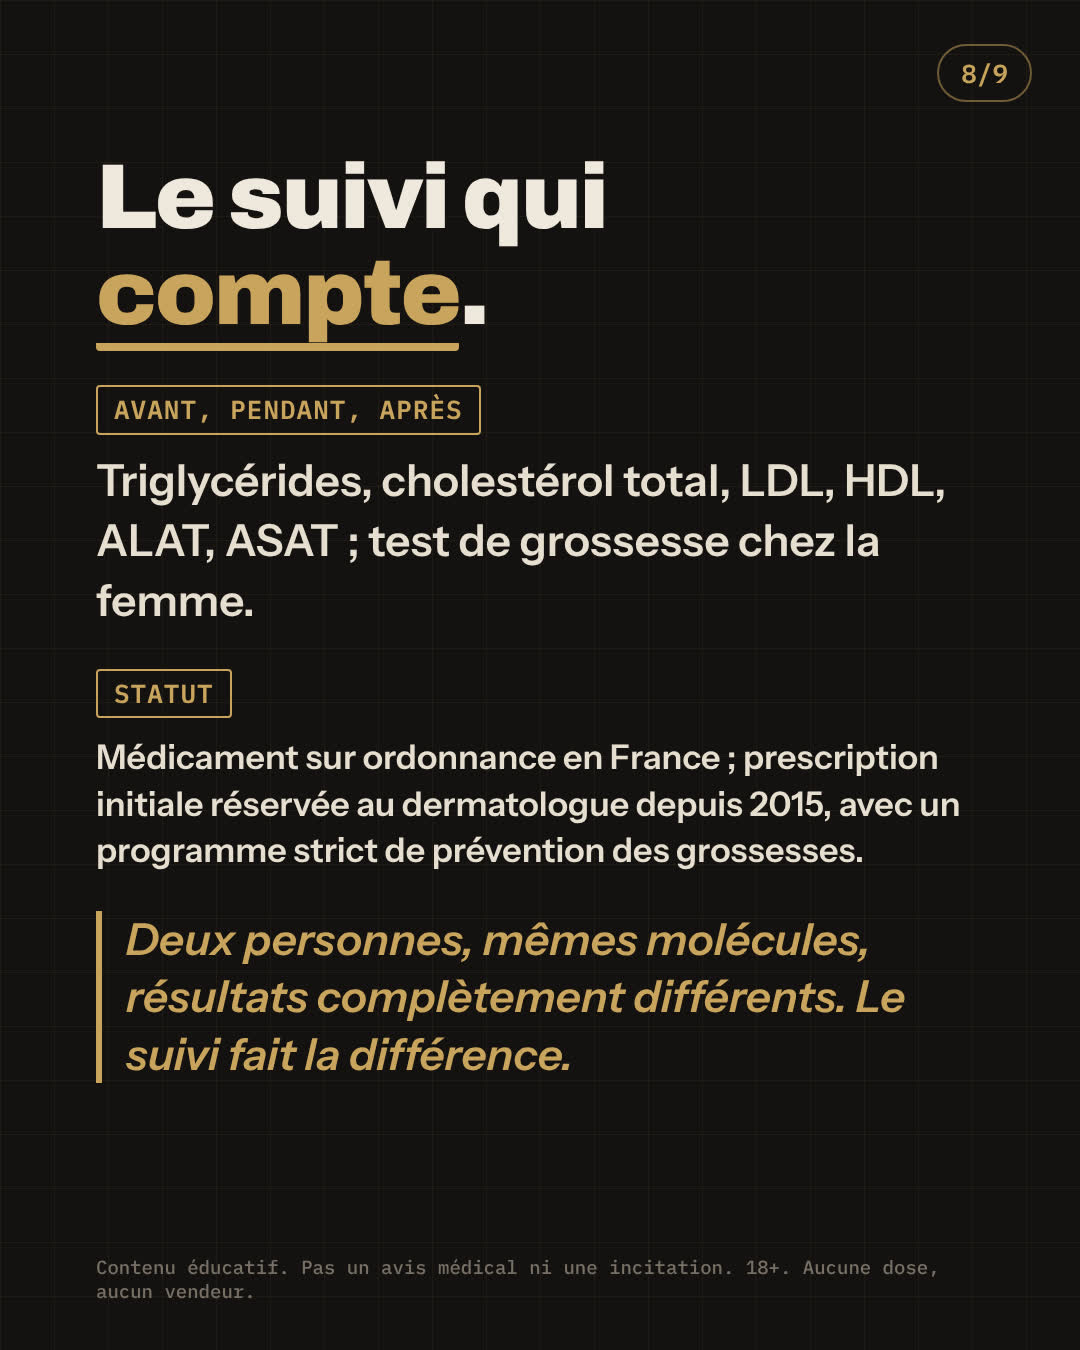 8/9
Le suivi qui
compte.
AVANT, PENDANT, APRÈS
Triglycérides, cholestérol total, LDL, HDL,
ALAT, ASAT ; test de grossesse chez la
femme.
STATUT
Médicament sur ordonnance en France ; prescription
initiale réservée au dermatologue depuis 2015, avec un
programme strict de prévention des grossesses.
Deux personnes, mêmes molécules,
résultats complètement différents. Le
suivi fait la différence.
Contenu éducatif. Pas un avis médical ni une incitation. 18+. Aucune dose,
aucun vendeur.